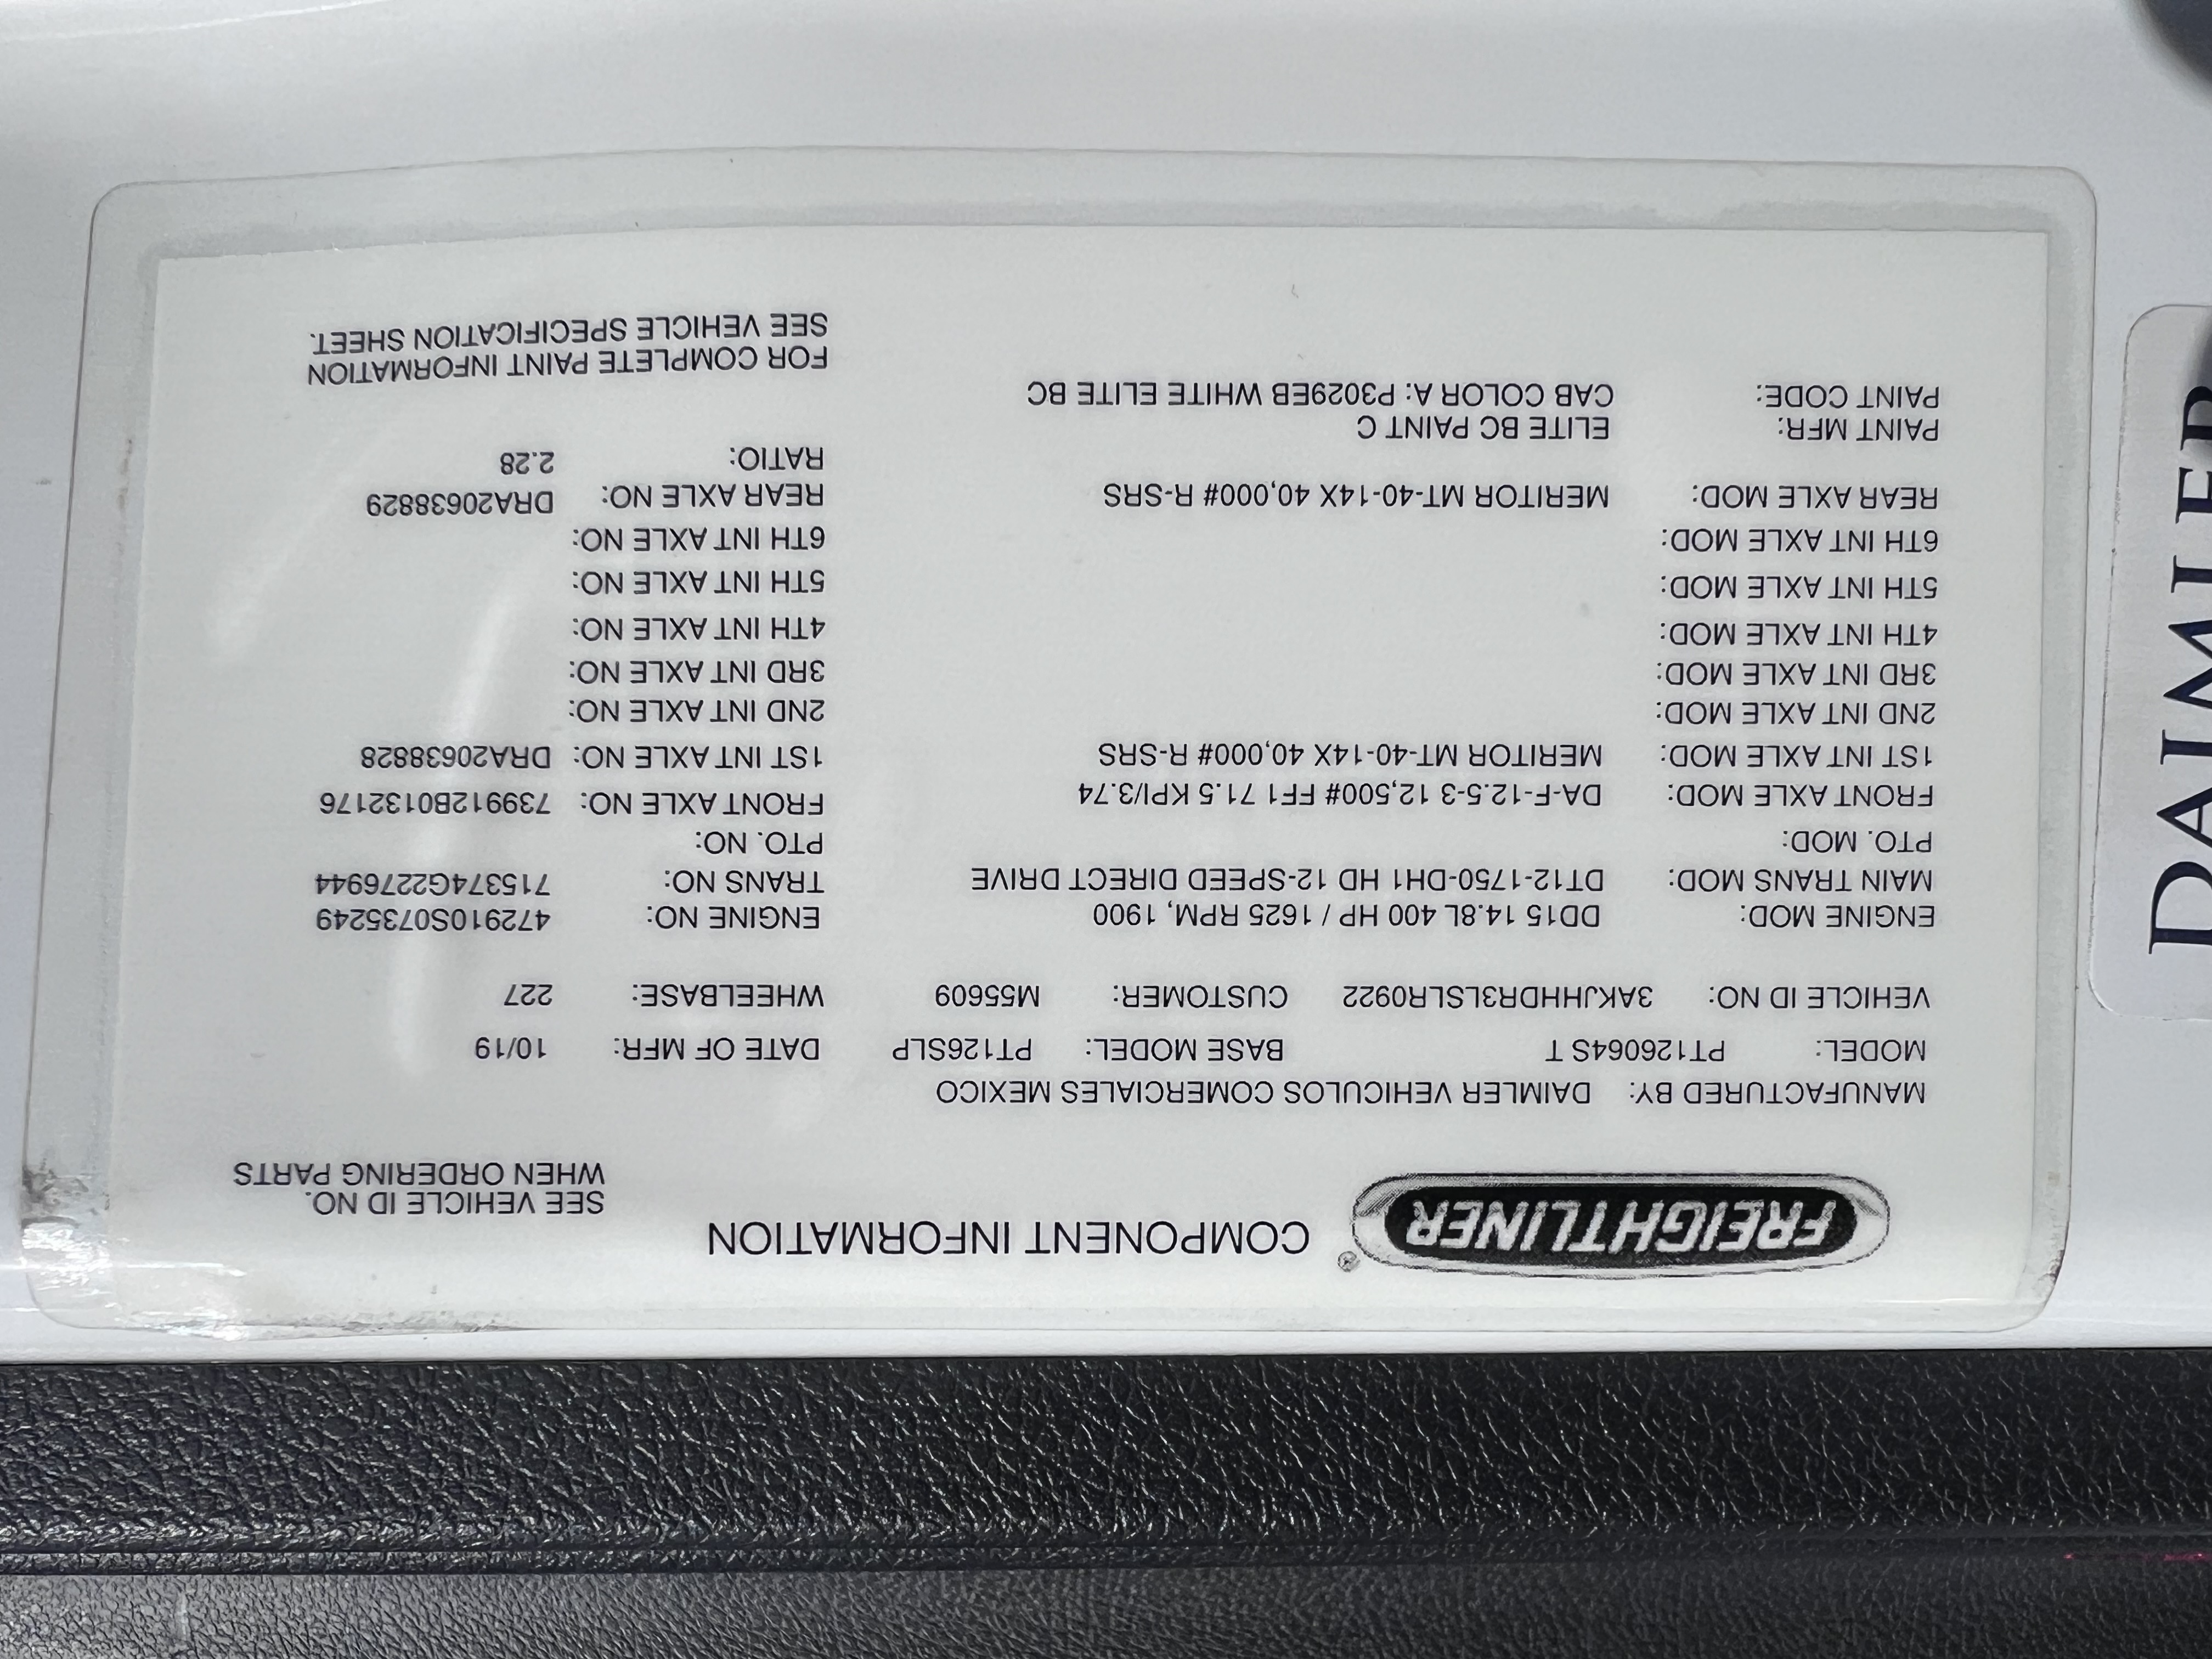 FREIGHTLINER ®
COMPONENT INFORMATION
SEE VEHICLE ID NO.
WHEN ORDERING PARTS
MANUFACTURED BY: DAIMLER VEHICULOS COMERCIALES MEXICO
MODEL: PT126064S T BASE MODEL: PT126SLP DATE OF MFR: 10/19
VEHICLE ID NO: 3AKJHHDR3LSLR0922 CUSTOMER: M55609 WHEELBASE: 227
ENGINE MOD: DD15 14.8L 400 HP / 1625 RPM, 1900 ENGINE NO: 472910S0735249
MAIN TRANS MOD: DT12-1750-DH1 HD 12-SPEED DIRECT DRIVE TRANS NO: 715374G2276944
PTO. MOD: PTO. NO:
FRONT AXLE MOD: DA-F-12.5-3 12,500# FF1 71.5 KPI/3.74 FRONT AXLE NO: 739912B0132176
1ST INT AXLE MOD: MERITOR MT-40-14X 40,000# R-SRS 1ST INT AXLE NO: DRA20638828
2ND INT AXLE MOD: 2ND INT AXLE NO:
3RD INT AXLE MOD: 3RD INT AXLE NO:
4TH INT AXLE MOD: 4TH INT AXLE NO:
5TH INT AXLE MOD: 5TH INT AXLE NO:
6TH INT AXLE MOD: 6TH INT AXLE NO:
REAR AXLE MOD: MERITOR MT-40-14X 40,000# R-SRS REAR AXLE NO: DRA20638829
RATIO: 2.28
PAINT MFR: ELITE BC PAINT C
PAINT CODE: CAB COLOR A: P3029EB WHITE ELITE BC
FOR COMPLETE PAINT INFORMATION
SEE VEHICLE SPECIFICATION SHEET.
DAIMLER